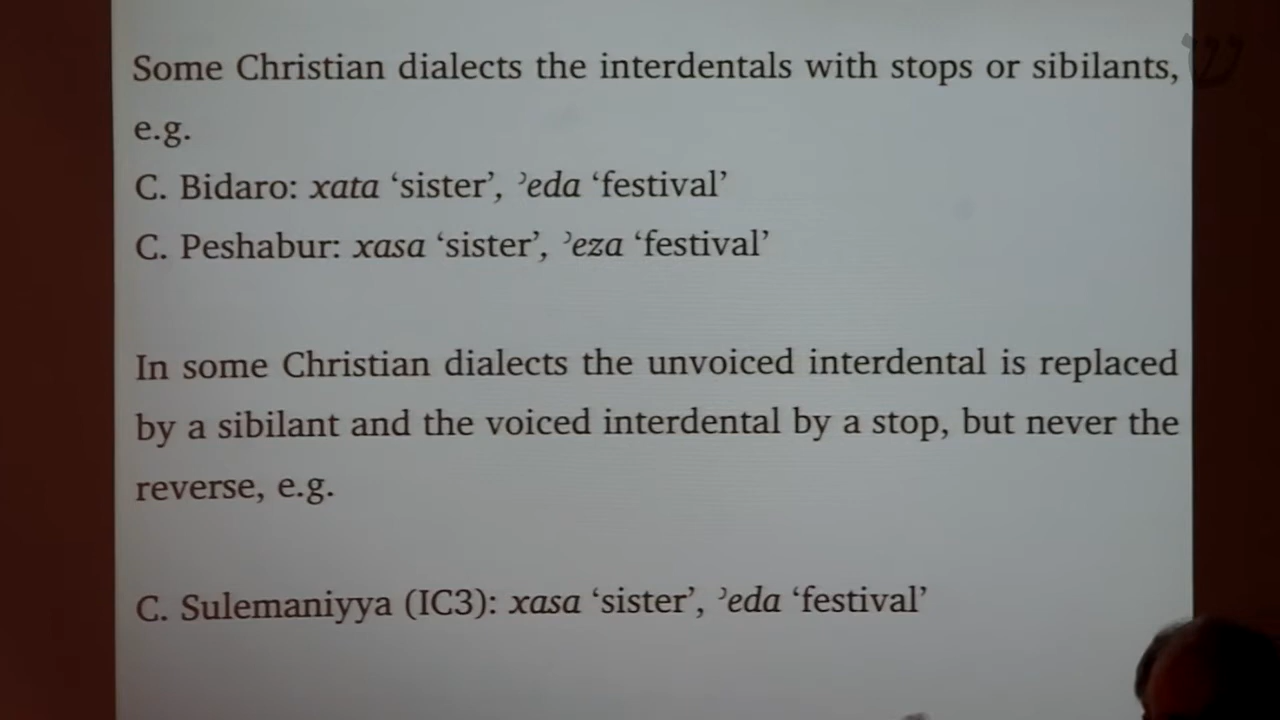 Some Christian dialects the interdentals with stops or sibilants,
e.g.
C. Bidaro: xata ‘sister’, ʾeda ‘festival’
C. Peshabur: xasa ‘sister’, ʾeza ‘festival’
In some Christian dialects the unvoiced interdental is replaced
by a sibilant and the voiced interdental by a stop, but never the
reverse, e.g.
C. Sulemaniyya (IC3): xasa ‘sister’, ʾeda ‘festival’